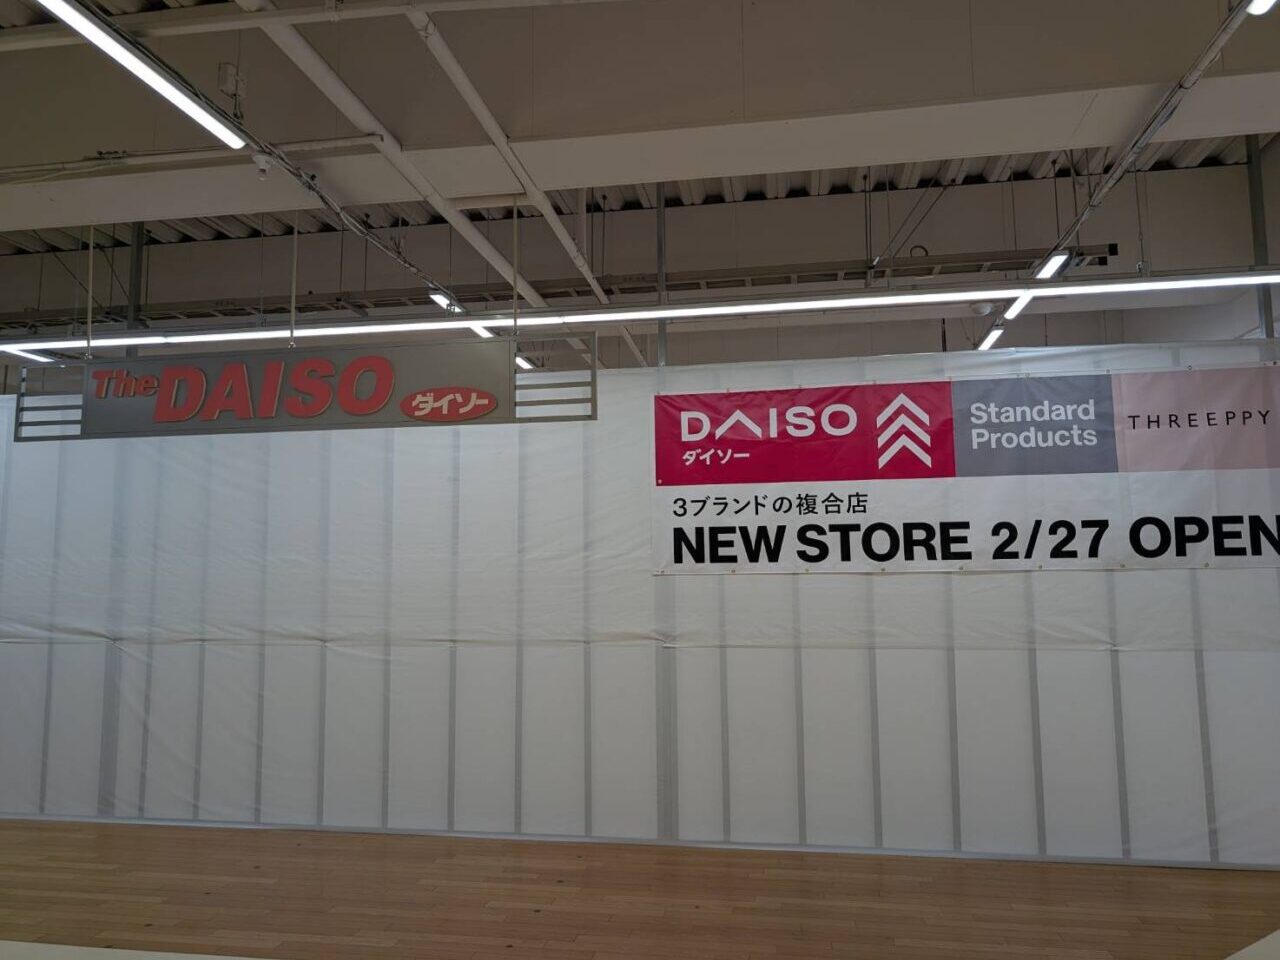 The DAISO ダイソー
DAISO
ダイソー
Standard
Products
THREEPPY
3ブランドの複合店
NEW STORE 2/27 OPEN